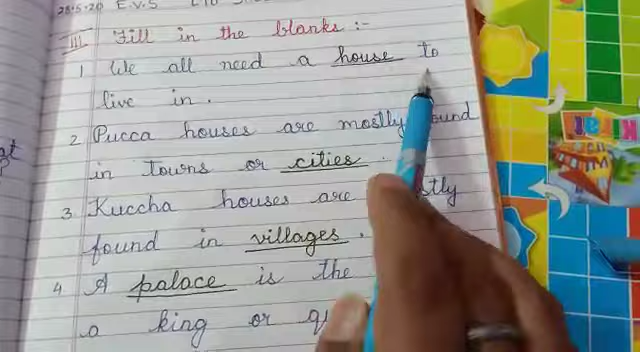 28.5.20 E.V.S
III Fill in the blanks :-
1 We all need a house to
live in.
2 Pucca houses are mostly
in towns or cities.
3 Kuccha houses are
found in villages.
4 A palace is the
a king or